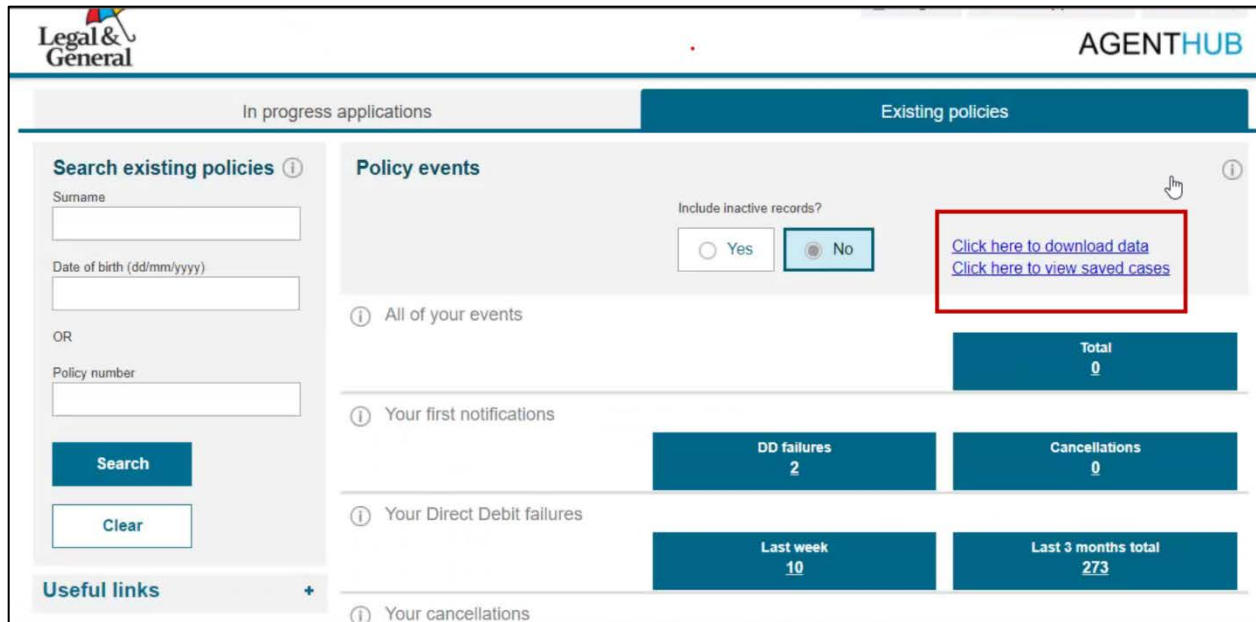 Legal &
General
AGENTHUB
In progress applications
Existing policies
Search existing policies
Surname
Date of birth (dd/mm/yyyy)
OR
Policy number
Search
Clear
Useful links +
Policy events
Include inactive records?
Yes
No
Click here to download data
Click here to view saved cases
All of your events
Total
0
Your first notifications
DD failures
2
Cancellations
0
Your Direct Debit failures
Last week
10
Last 3 months total
273
Your cancellations